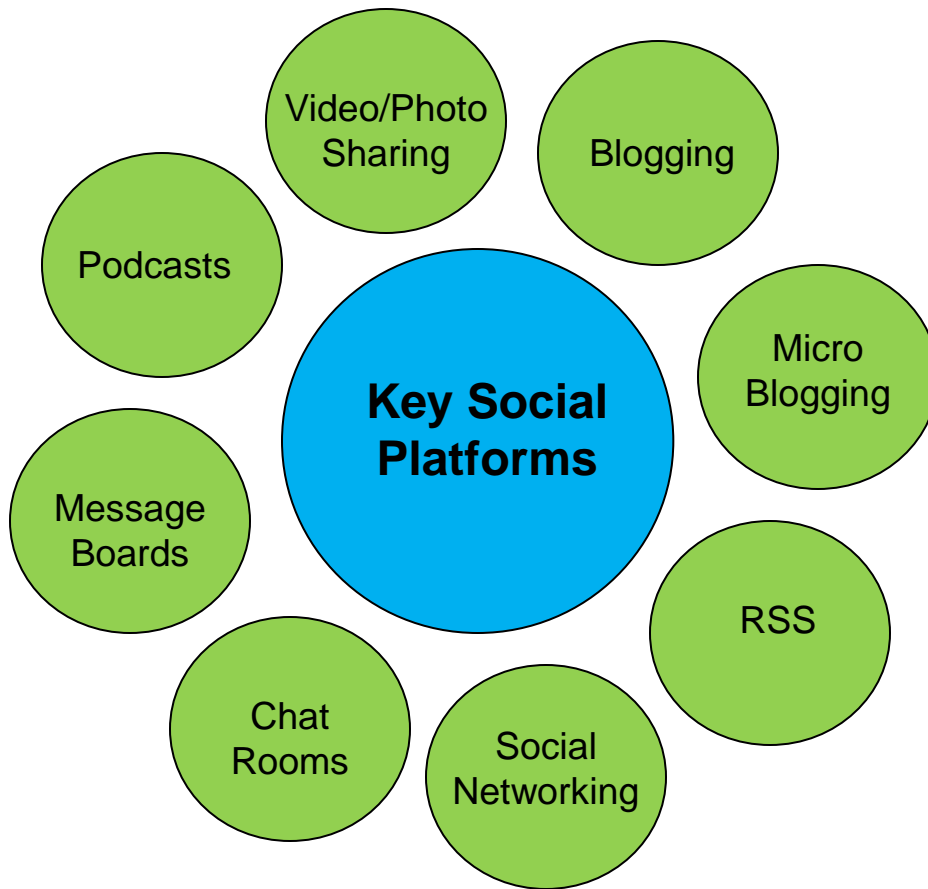 Video/Photo
Sharing
Blogging
Podcasts
Micro
Blogging
Key Social
Platforms
Message
Boards
RSS
Chat
Rooms
Social
Networking